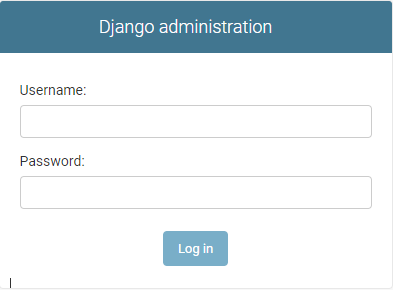 Django administration
Username:
Password:
Log in